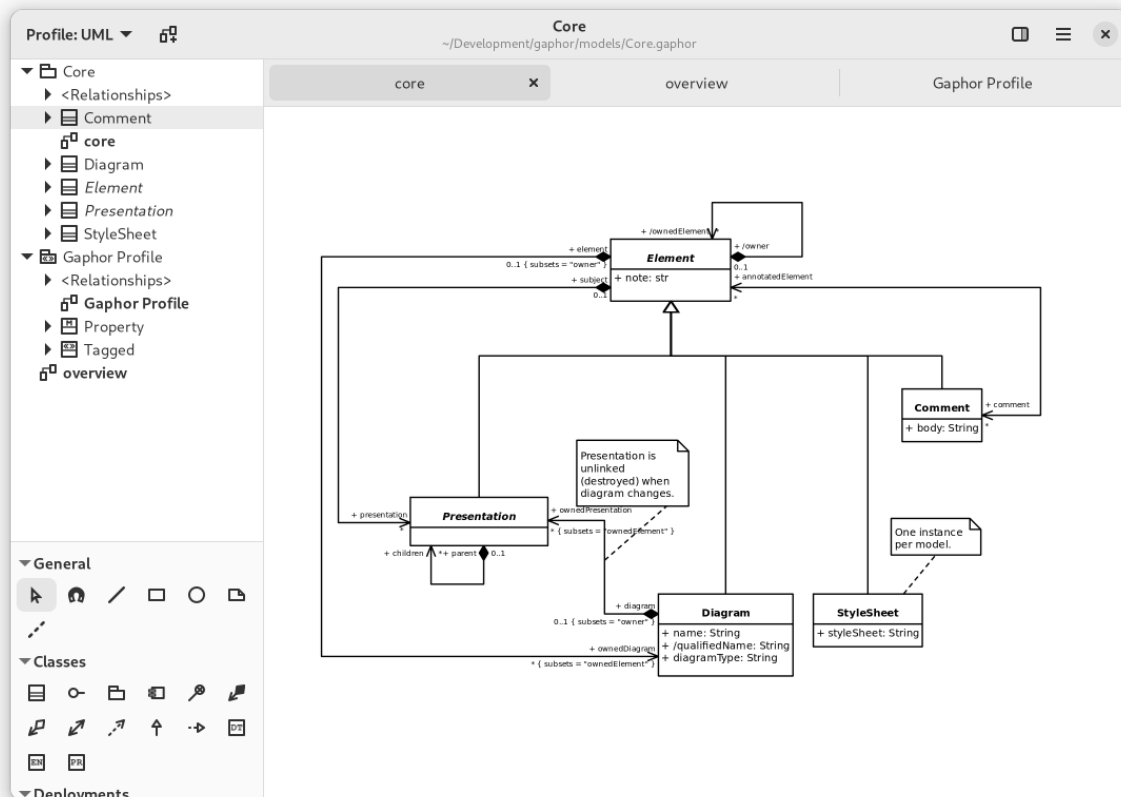 Profile: UML
Core
~/Development/gaphor/models/Core.gaphor
Core
<Relationships>
Comment
core
Diagram
Element
Presentation
StyleSheet
Gaphor Profile
<Relationships>
Gaphor Profile
Property
Tagged
overview
General
Classes
DT
EN
PR
Deployments
core
overview
Gaphor Profile
+ /ownedElement
*
+ /owner
0..1
+ element
0..1 { subsets = "owner" }
+ subject
0..1
Element
+ note: str
+ annotatedElement
*
Comment
+ body: String
+ comment
*
Presentation is
unlinked
(destroyed) when
diagram changes.
+ presentation
*
Presentation
+ ownedPresentation
* { subsets = "ownedElement" }
+ children
*
+ parent
0..1
One instance
per model.
+ diagram
0..1 { subsets = "owner" }
+ ownedDiagram
* { subsets = "ownedElement" }
Diagram
+ name: String
+ /qualifiedName: String
+ diagramType: String
StyleSheet
+ styleSheet: String